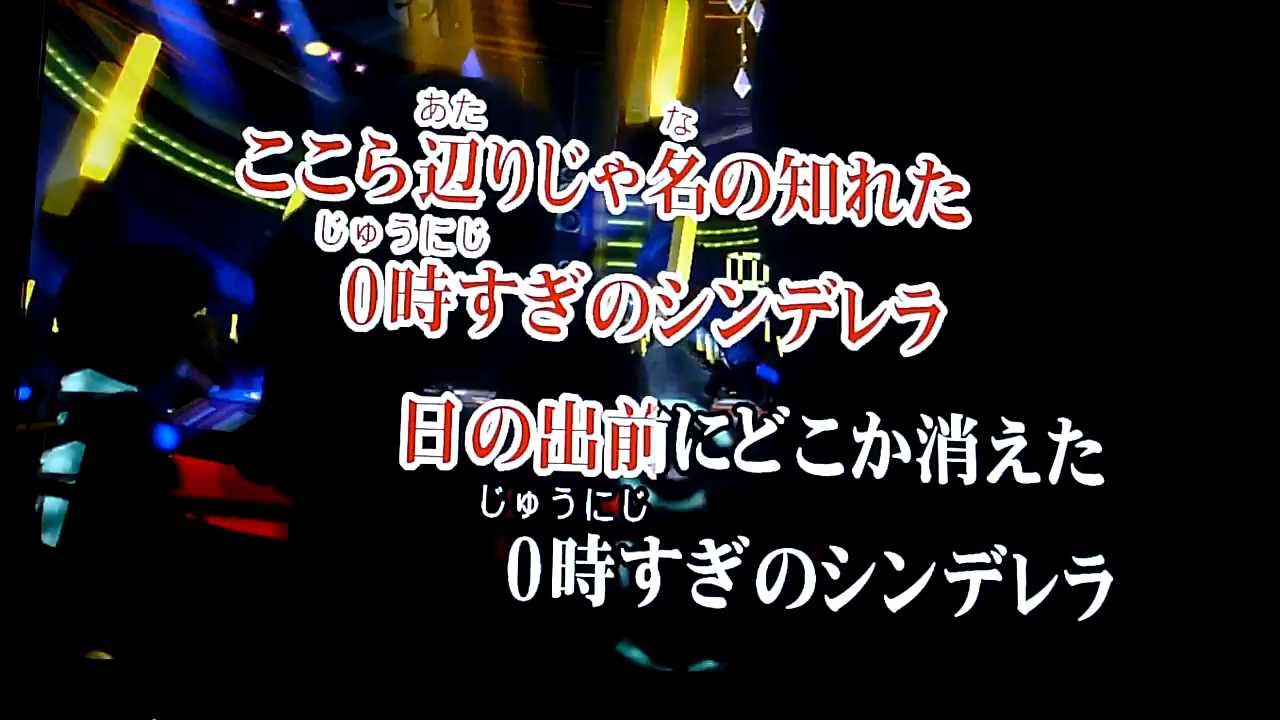 あた な
ここら辺りじゃ名の知れた
じゅうにじ
0時すぎのシンデレラ
日の出前にどこか消えた
じゅうにじ
0時すぎのシンデレラ